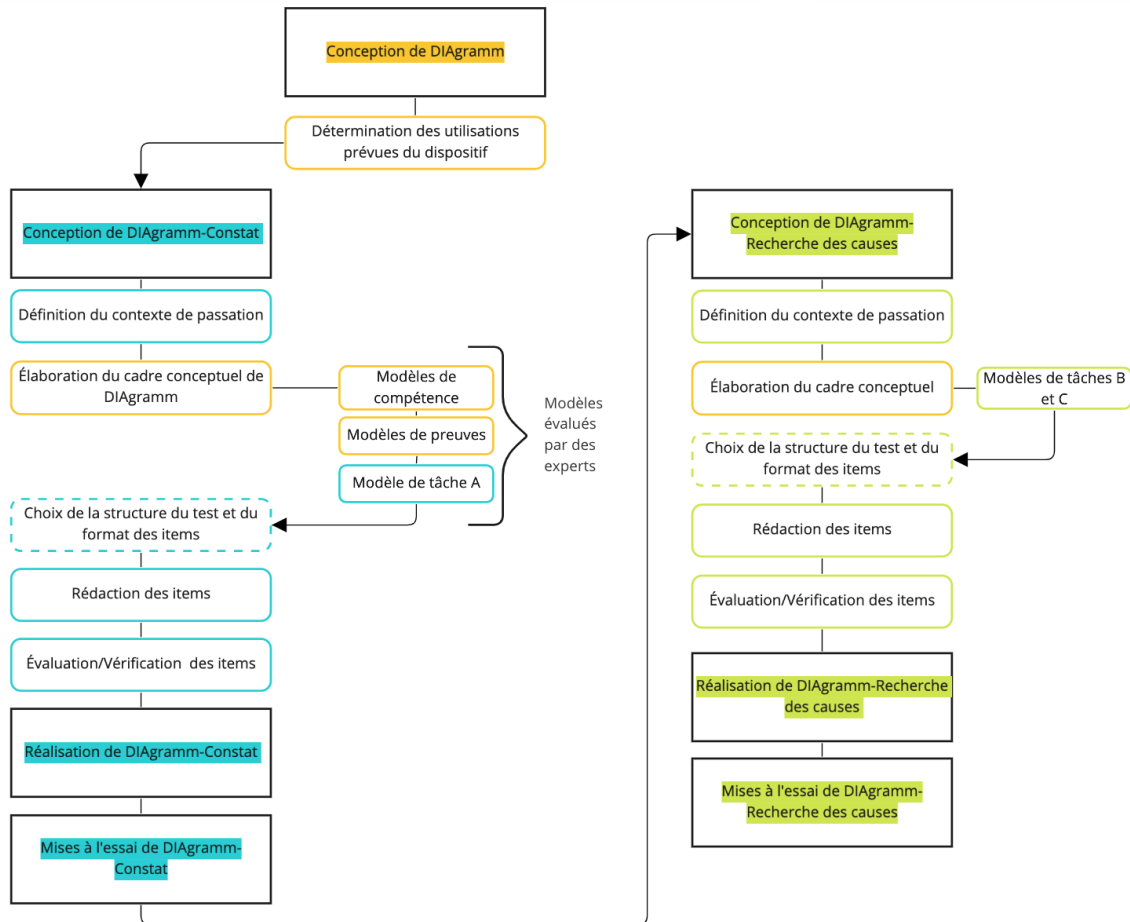 Conception de DIAgramm
Détermination des utilisations
prévues du dispositif
Conception de DIAgramm-Constat
Définition du contexte de passation
Élaboration du cadre conceptuel de
DIAgramm
Modèles de
compétence
Modèles de preuves
Modèle de tâche A
Modèles
évalués
par des
experts
Choix de la structure du test et du
format des items
Rédaction des items
Évaluation/Vérification des items
Réalisation de DIAgramm-Constat
Mises à l'essai de DIAgramm-
Constat
Conception de DIAgramm-
Recherche des causes
Définition du contexte de passation
Élaboration du cadre conceptuel
Modèles de tâches B
et C
Choix de la structure du test et du
format des items
Rédaction des items
Évaluation/Vérification des items
Réalisation de DIAgramm-Recherche
des causes
Mises à l'essai de DIAgramm-
Recherche des causes